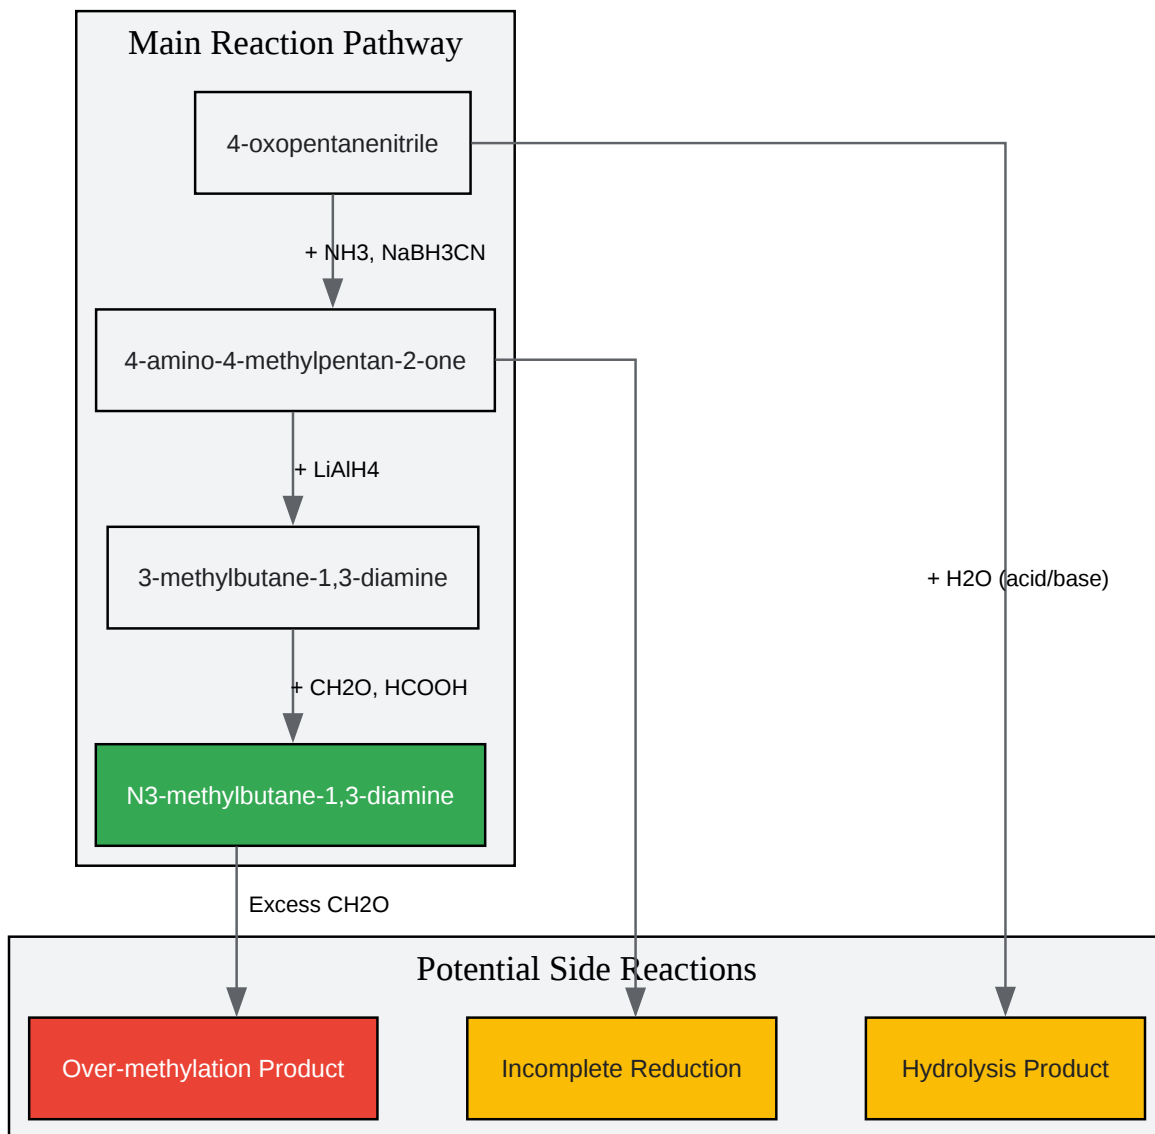 Main Reaction Pathway
4-oxopentanenitrile
+ NH3, NaBH3CN
4-amino-4-methylpentan-2-one
+ LiAlH4
3-methylbutane-1,3-diamine
+ H2O (acid/base)
+ CH2O, HCOOH
N3-methylbutane-1,3-diamine
Excess CH2O
Potential Side Reactions
Over-methylation Product
Incomplete Reduction
Hydrolysis Product